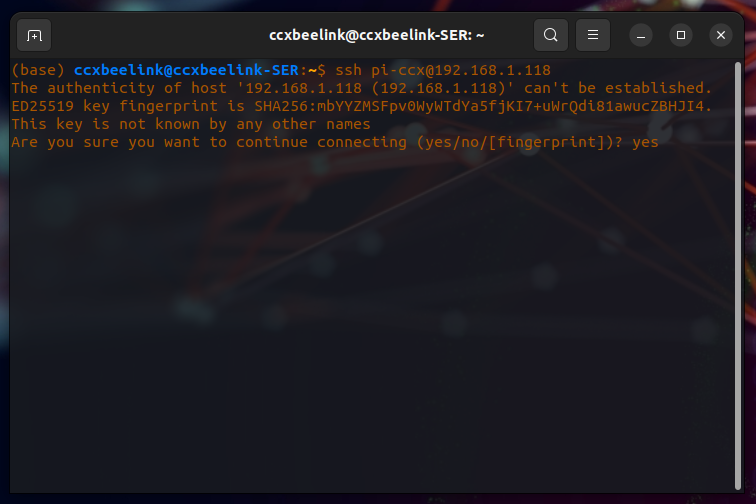 ccxbeelink@ccxbeelink-SER: ~
(base) ccxbeelink@ccxbeelink-SER:~$ ssh pi-ccx@192.168.1.118
The authenticity of host '192.168.1.118 (192.168.1.118)' can't be established.
ED25519 key fingerprint is SHA256:mbYYZMSFpv0WyWTdYa5fjKI7+uWrQdi81awucZBHJI4.
This key is not known by any other names
Are you sure you want to continue connecting (yes/no/[fingerprint])? yes